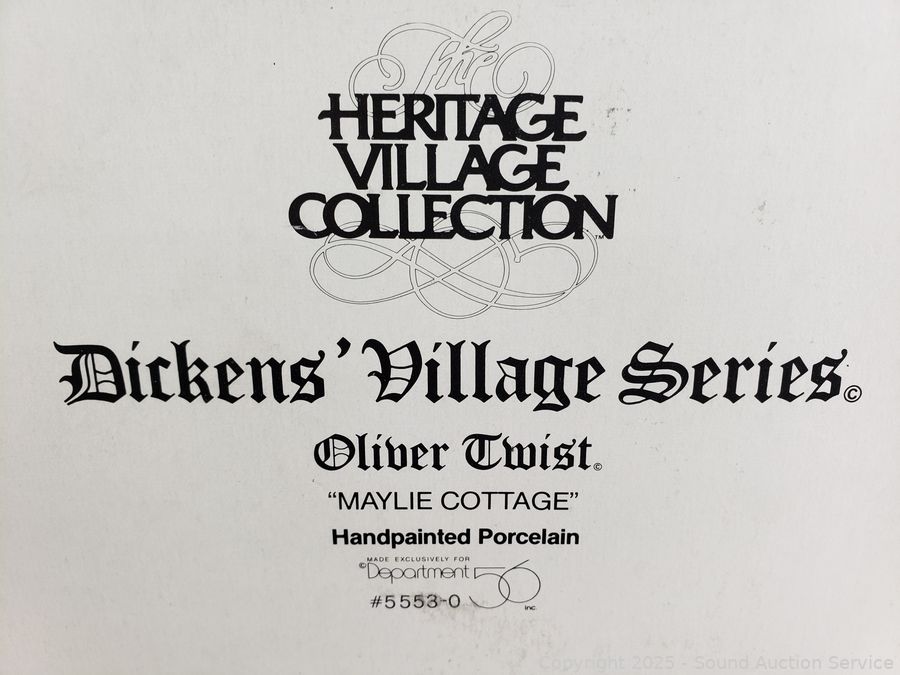 The
HERITAGE
VILLAGE
COLLECTION™
Dickens' Village Series©
Oliver Twist©
“MAYLIE COTTAGE”
Handpainted Porcelain
MADE EXCLUSIVELY FOR
©Department 56 inc.
#5553-0
Copyright 2025 - Sound Auction Service